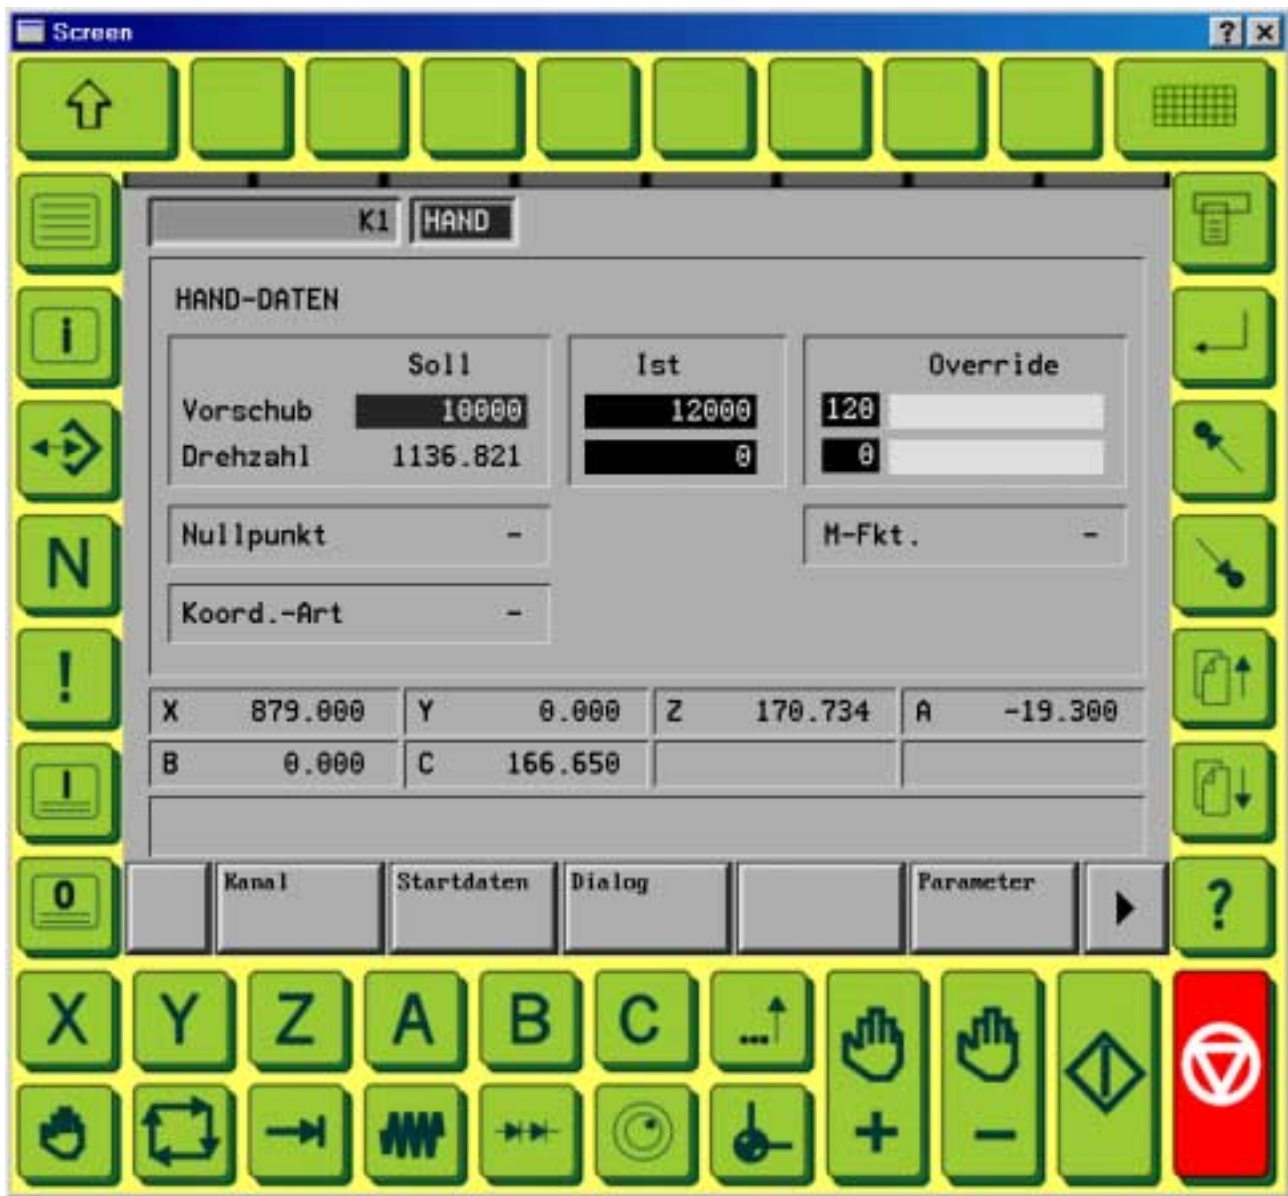 Screen ? ×
K1 HAND
HAND-DATEN
Soll Ist Override
Vorschub 10000 12000 120
Drehzahl 1136.821 0 0
Nullpunkt - M-Fkt. -
Koord.-Art -
X 879.000 Y 0.000 Z 170.734 A -19.300
B 0.000 C 166.650
Kanal Startdaten Dialog Parameter
i
N
!
I
0
?
X Y Z A B C ...
+ -